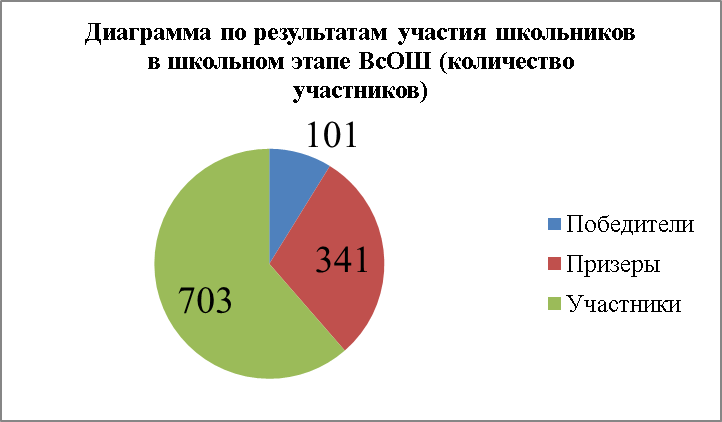 Диаграмма по результатам участия школьников
в школьном этапе ВсОШ (количество
участников)
101
341
703
Победители
Призеры
Участники